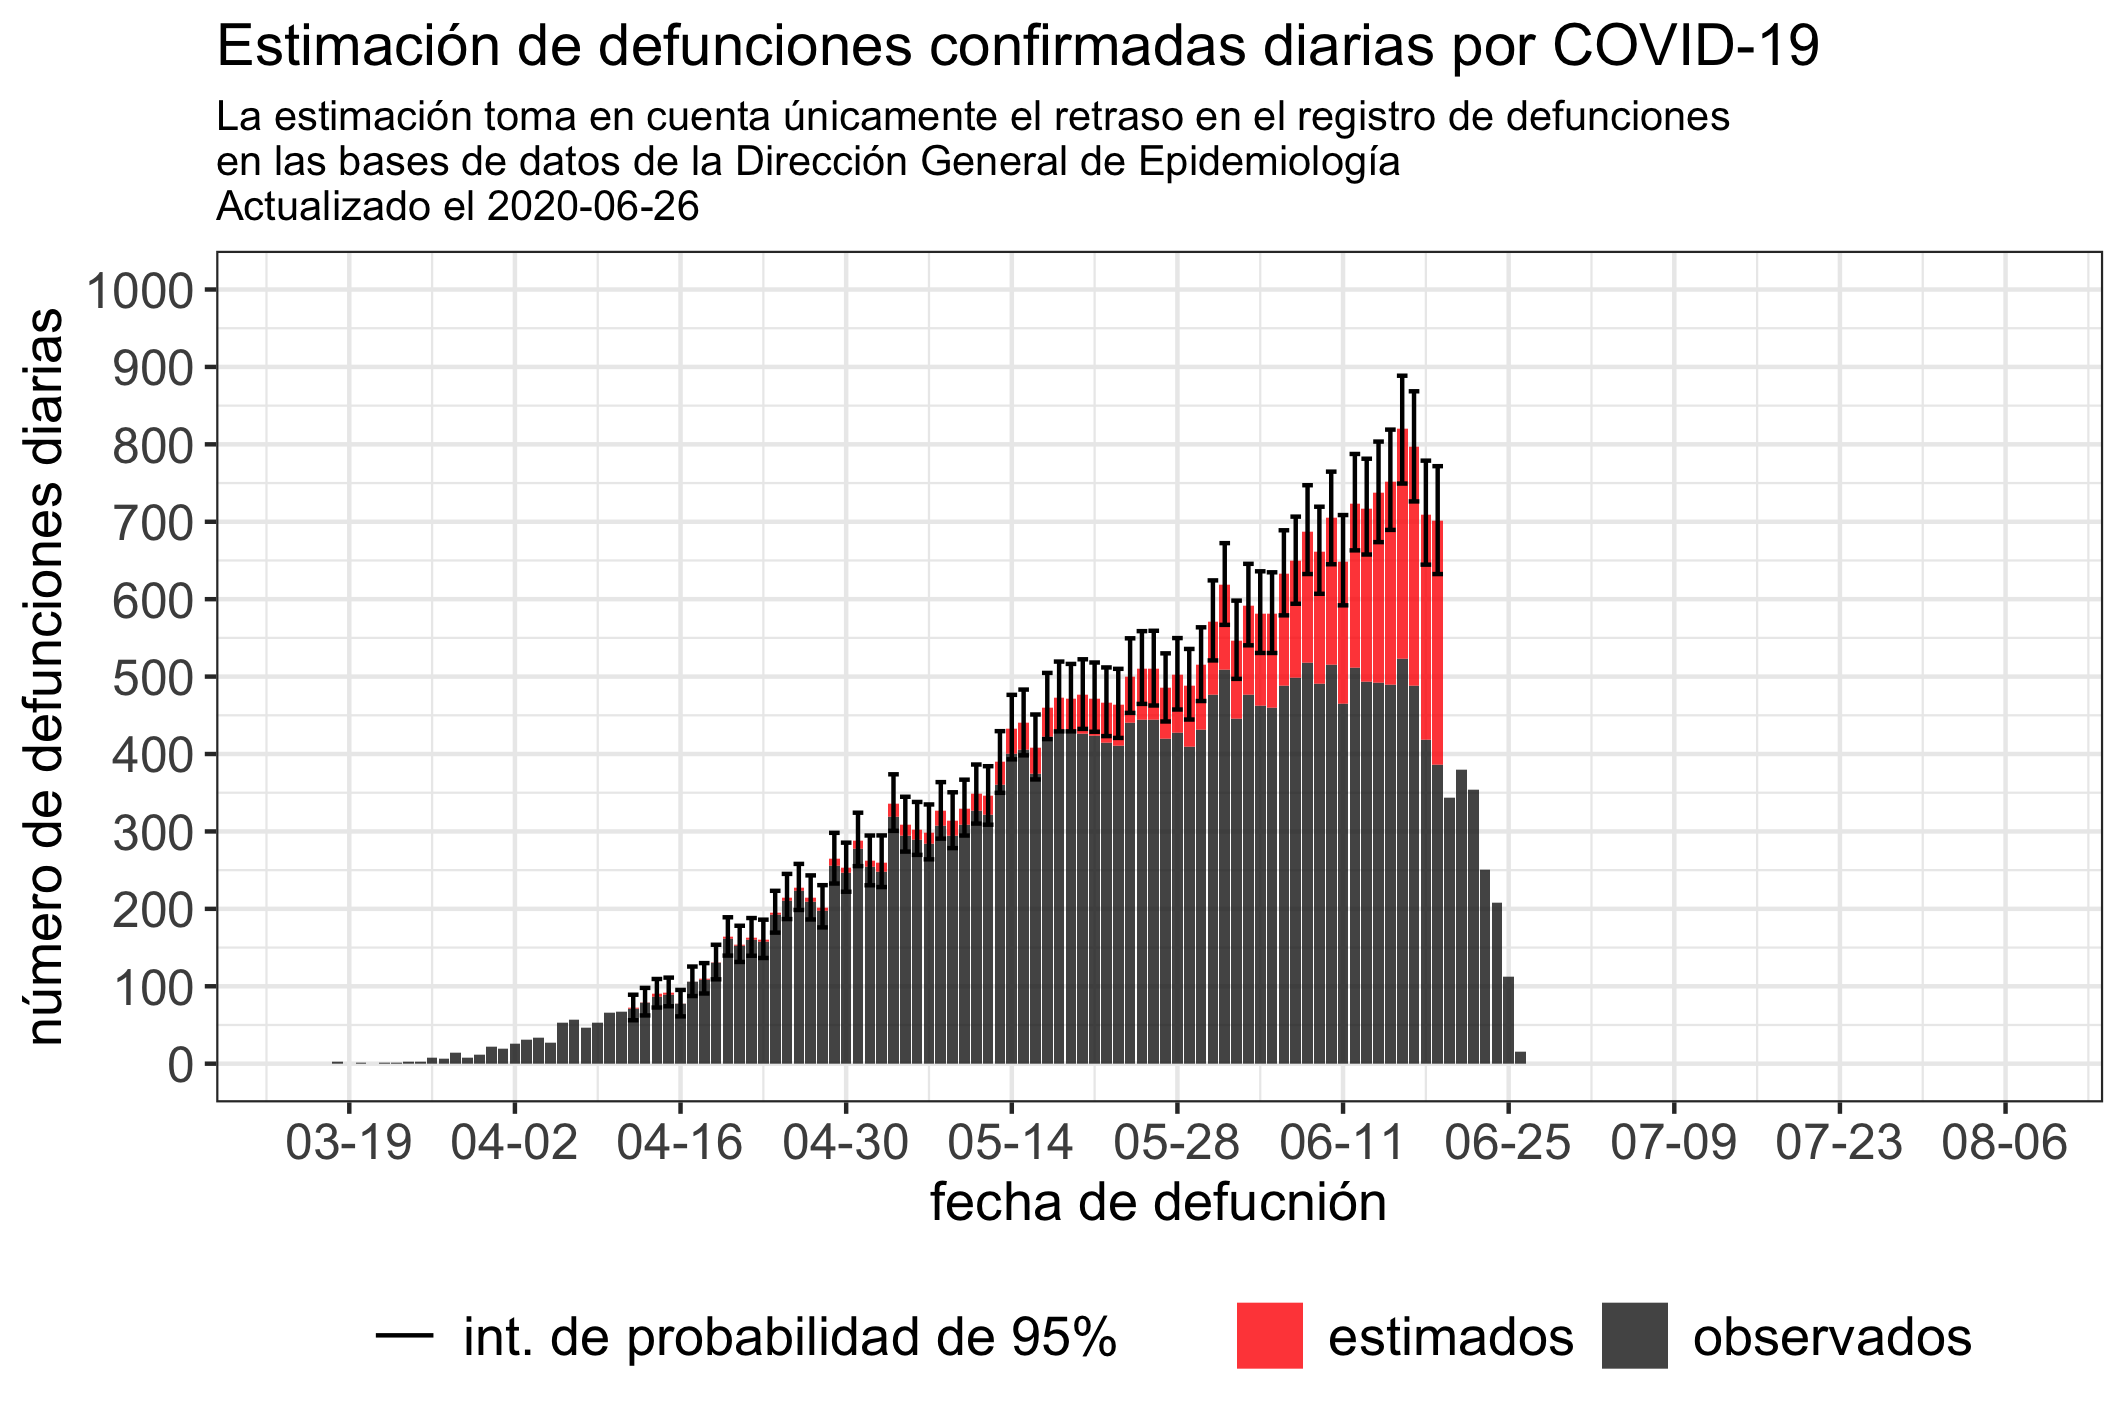 Estimación de defunciones confirmadas diarias por COVID-19
La estimación toma en cuenta únicamente el retraso en el registro de defunciones
en las bases de datos de la Dirección General de Epidemiología
Actualizado el 2020-06-26
número de defunciones diarias
1000
900
800
700
600
500
400
300
200
100
0
03-19 04-02 04-16 04-30 05-14 05-28 06-11 06-25 07-09 07-23 08-06
fecha de defucnión
int. de probabilidad de 95% estimados observados